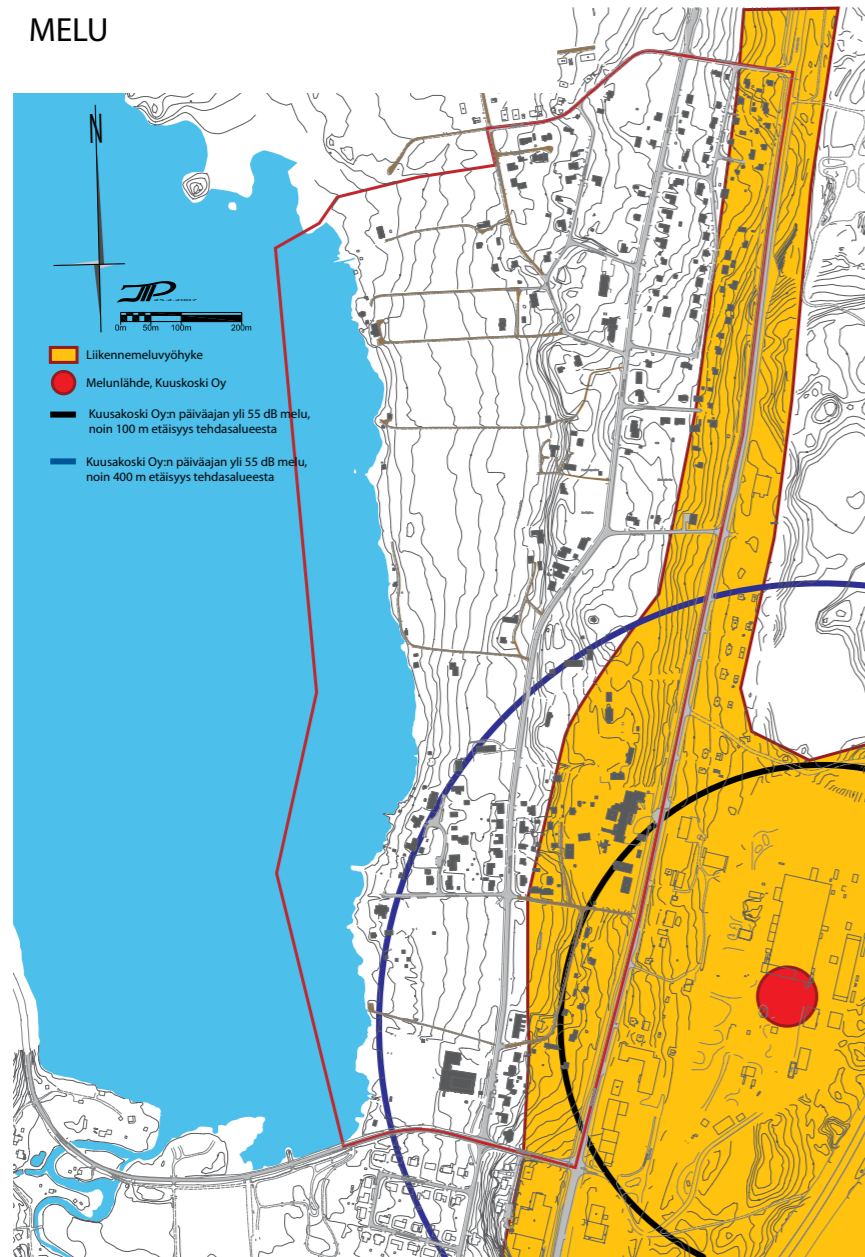 MELU
N
0m 50m 100m 200m
Liikennemeluvyöhyke
Melunlähde, Kuuskoski Oy
Kuusakoski Oy:n päiväajan yli 55 dB melu,
noin 100 m etäisyys tehdasalueesta
Kuusakoski Oy:n päiväajan yli 55 dB melu,
noin 400 m etäisyys tehdasalueesta